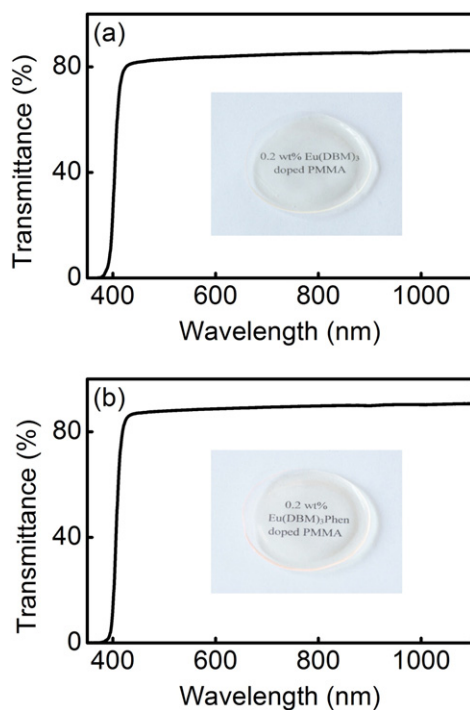 (a)
Transmittance (%)
80
40
0
0.2 wt% Eu(DBM)₃
doped PMMA
400
600
800
1000
Wavelength (nm)
(b)
Transmittance (%)
80
40
0
0.2 wt%
Eu(DBM)₃Phen
doped PMMA
400
600
800
1000
Wavelength (nm)